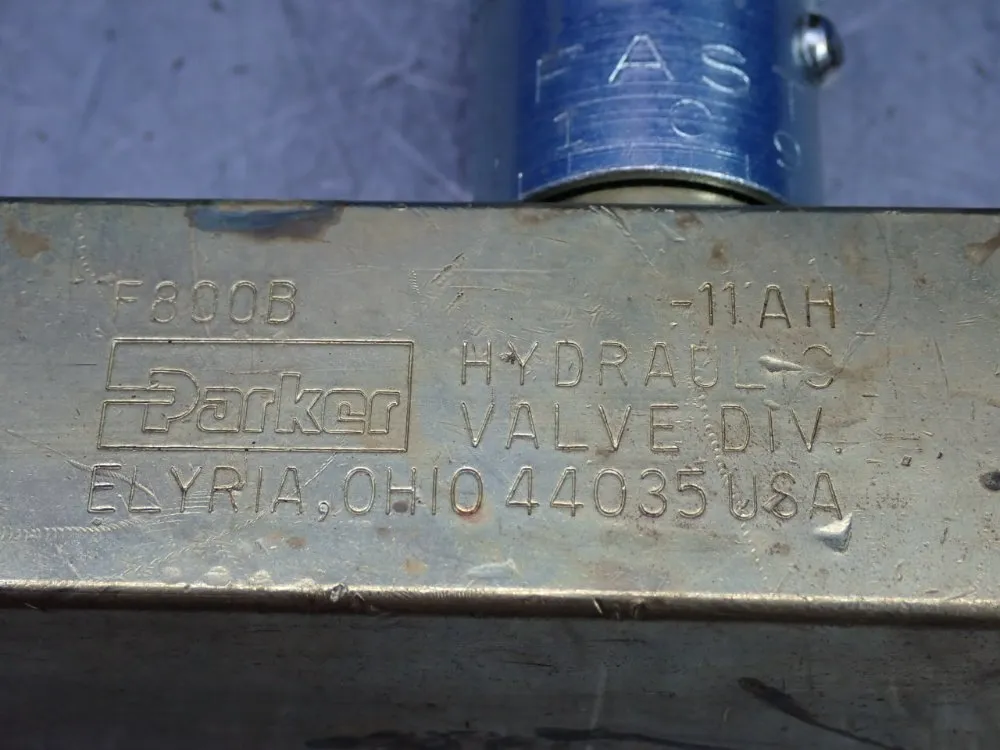 FAS
I C
F800B -11AH
Parker
HYDRAULIC
VALVE DIV.
ELYRIA, OHIO 44035 USA